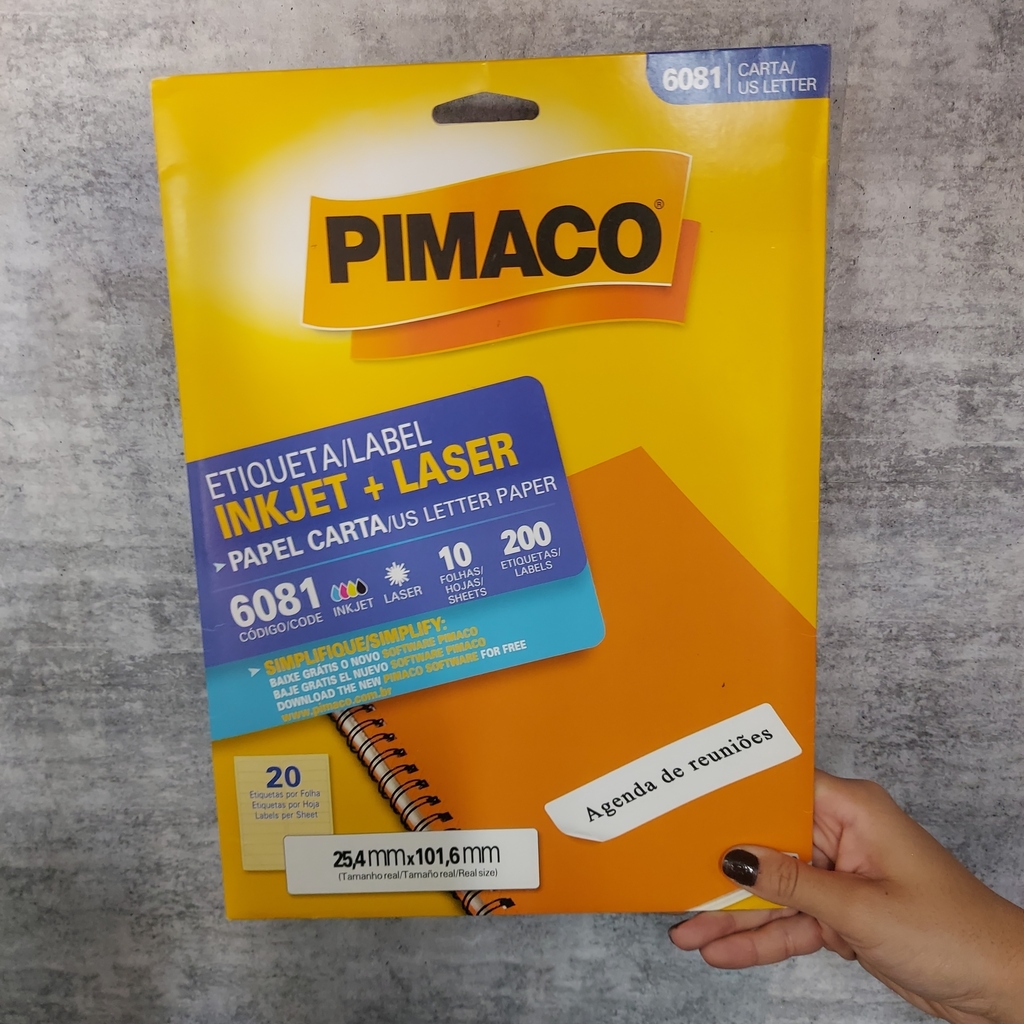 6081 CARTA/
US LETTER
PIMACO®
ETIQUETA/LABEL
INKJET + LASER
PAPEL CARTA/US LETTER PAPER
6081
CÓDIGO/CODE
INKJET
LASER
10
FOLHAS/
HOJAS/
SHEETS
200
ETIQUETAS/
LABELS
SIMPLIFIQUE/SIMPLIFY:
BAIXE GRÁTIS O NOVO SOFTWARE PIMACO
BAJE GRATIS EL NUEVO SOFTWARE PIMACO
DOWNLOAD THE NEW PIMACO SOFTWARE FOR FREE
www.pimaco.com.br
Agenda de reuniões
20
Etiquetas por Folha
Etiquetas por Hoja
Labels per Sheet
25,4mmx101,6mm
(Tamanho real/Tamaño real/Real size)